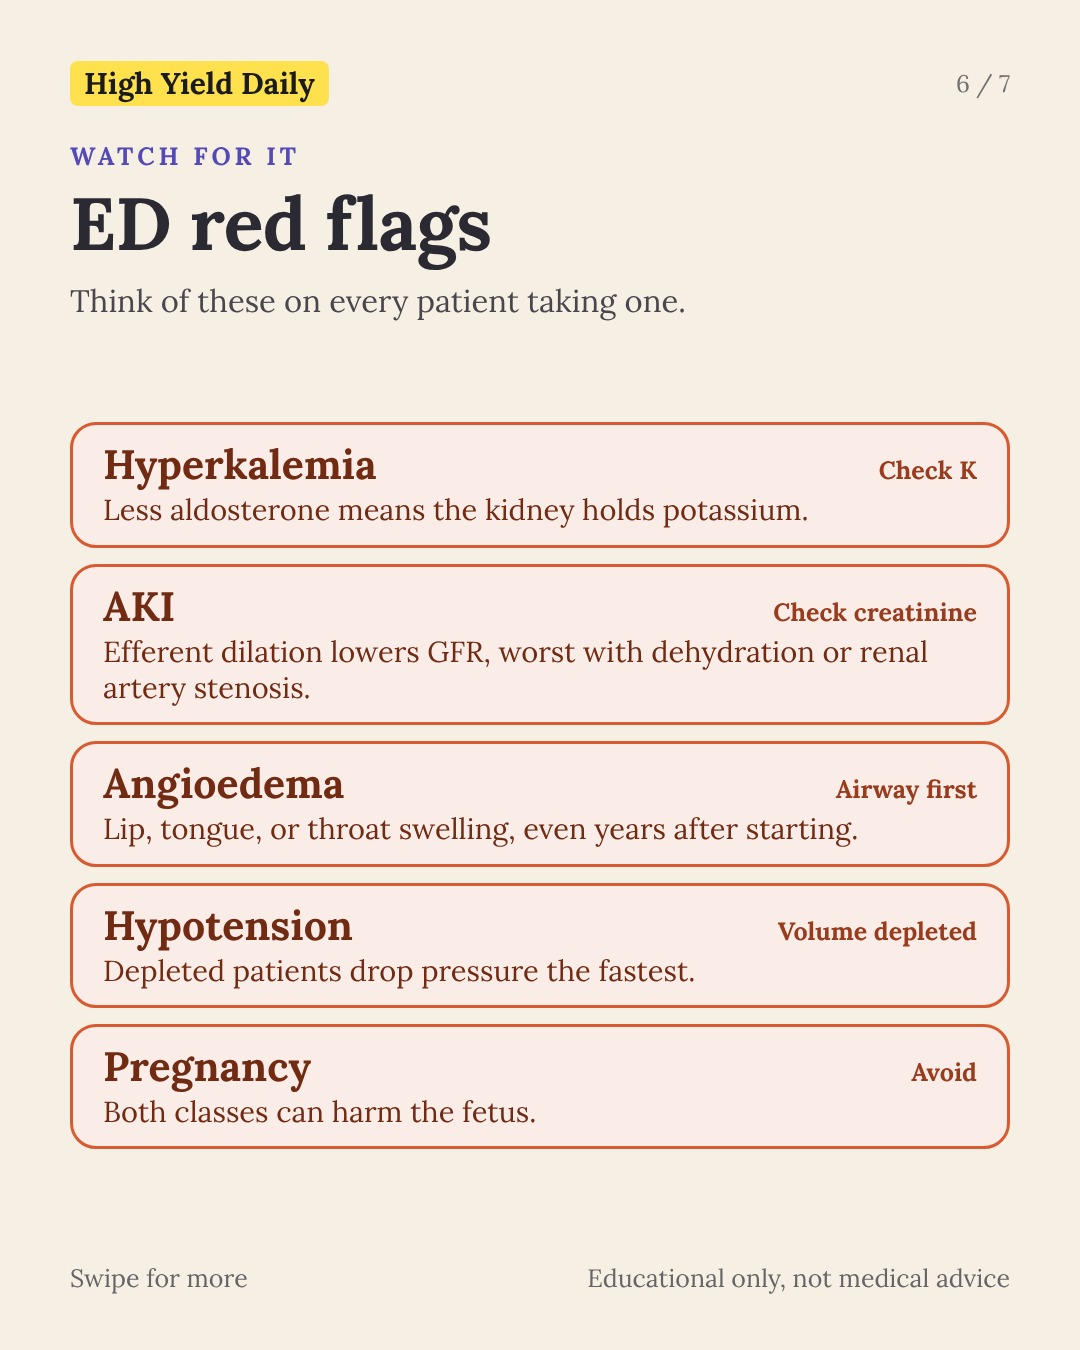 High Yield Daily
6 / 7
WATCH FOR IT
ED red flags
Think of these on every patient taking one.
Hyperkalemia
Check K
Less aldosterone means the kidney holds potassium.
AKI
Check creatinine
Efferent dilation lowers GFR, worst with dehydration or renal
artery stenosis.
Angioedema
Airway first
Lip, tongue, or throat swelling, even years after starting.
Hypotension
Volume depleted
Depleted patients drop pressure the fastest.
Pregnancy
Avoid
Both classes can harm the fetus.
Swipe for more
Educational only, not medical advice